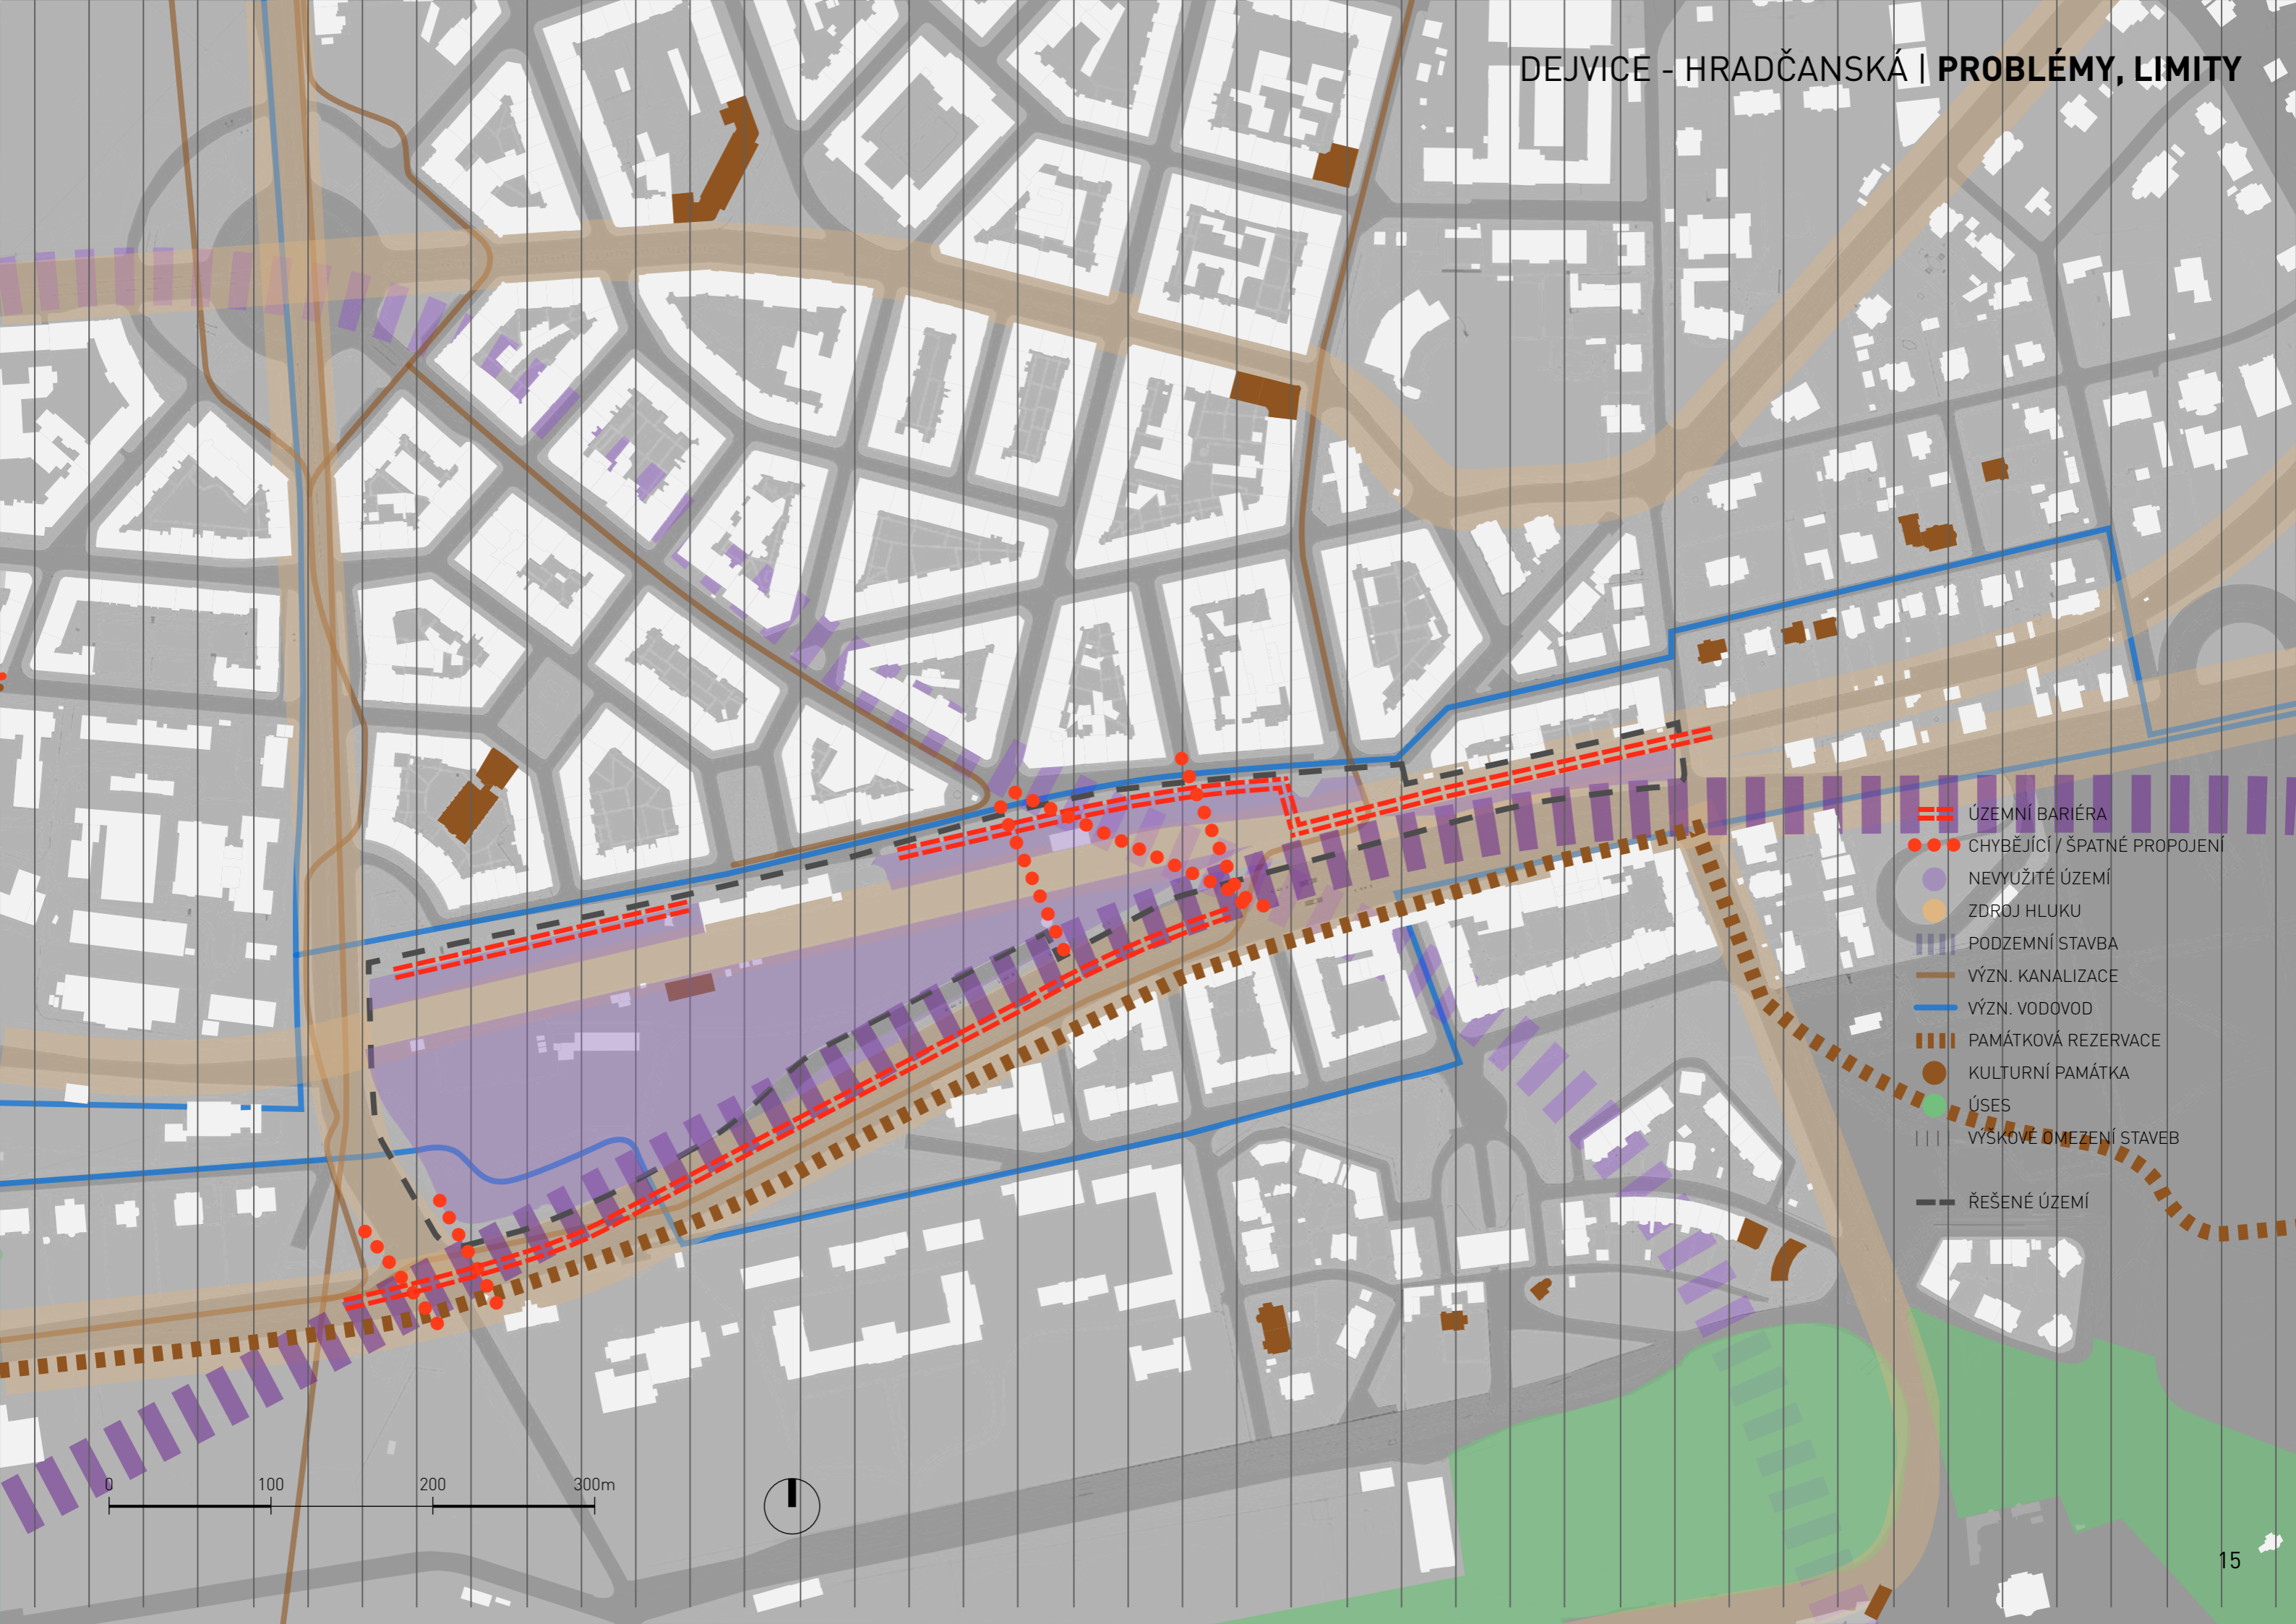 DEJVICE - HRADČANSKÁ | PROBLÉMY, LIMITY
ÚZEMNÍ BARIÉRA
CHYBĚJÍCÍ / ŠPATNÉ PROPOJENÍ
NEVYUŽITÉ ÚZEMÍ
ZDROJ HLUKU
PODZEMNÍ STAVBA
VÝZN. KANALIZACE
VÝZN. VODOVOD
PAMÁTKOVÁ REZERVACE
KULTURNÍ PAMÁTKA
ÚSES
VÝŠKOVÉ OMEZENÍ STAVEB
ŘEŠENÉ ÚZEMÍ
0 100 200 300m
15